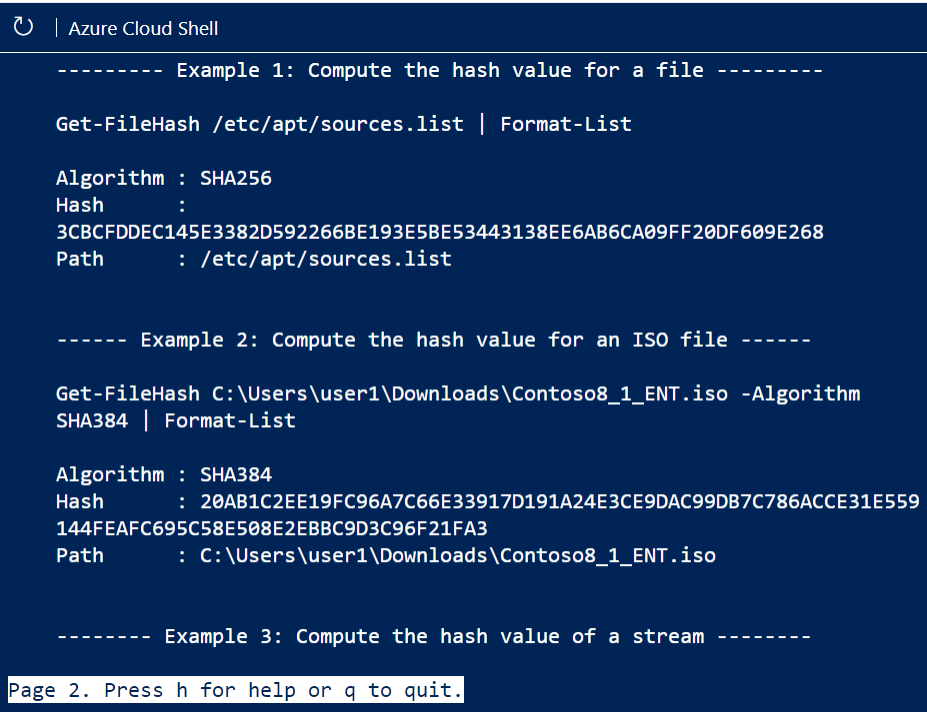 Azure Cloud Shell
--------- Example 1: Compute the hash value for a file ---------
Get-FileHash /etc/apt/sources.list | Format-List
Algorithm : SHA256
Hash      :
3CBCFDDEC145E3382D592266BE193E5BE53443138EE6AB6CA09FF20DF609E268
Path      : /etc/apt/sources.list
------ Example 2: Compute the hash value for an ISO file ------
Get-FileHash C:\Users\user1\Downloads\Contoso8_1_ENT.iso -Algorithm
SHA384 | Format-List
Algorithm : SHA384
Hash      : 20AB1C2EE19FC96A7C66E33917D191A24E3CE9DAC99DB7C786ACCE31E559
144FEAFC695C58E508E2EBBC9D3C96F21FA3
Path      : C:\Users\user1\Downloads\Contoso8_1_ENT.iso
-------- Example 3: Compute the hash value of a stream --------
Page 2. Press h for help or q to quit.